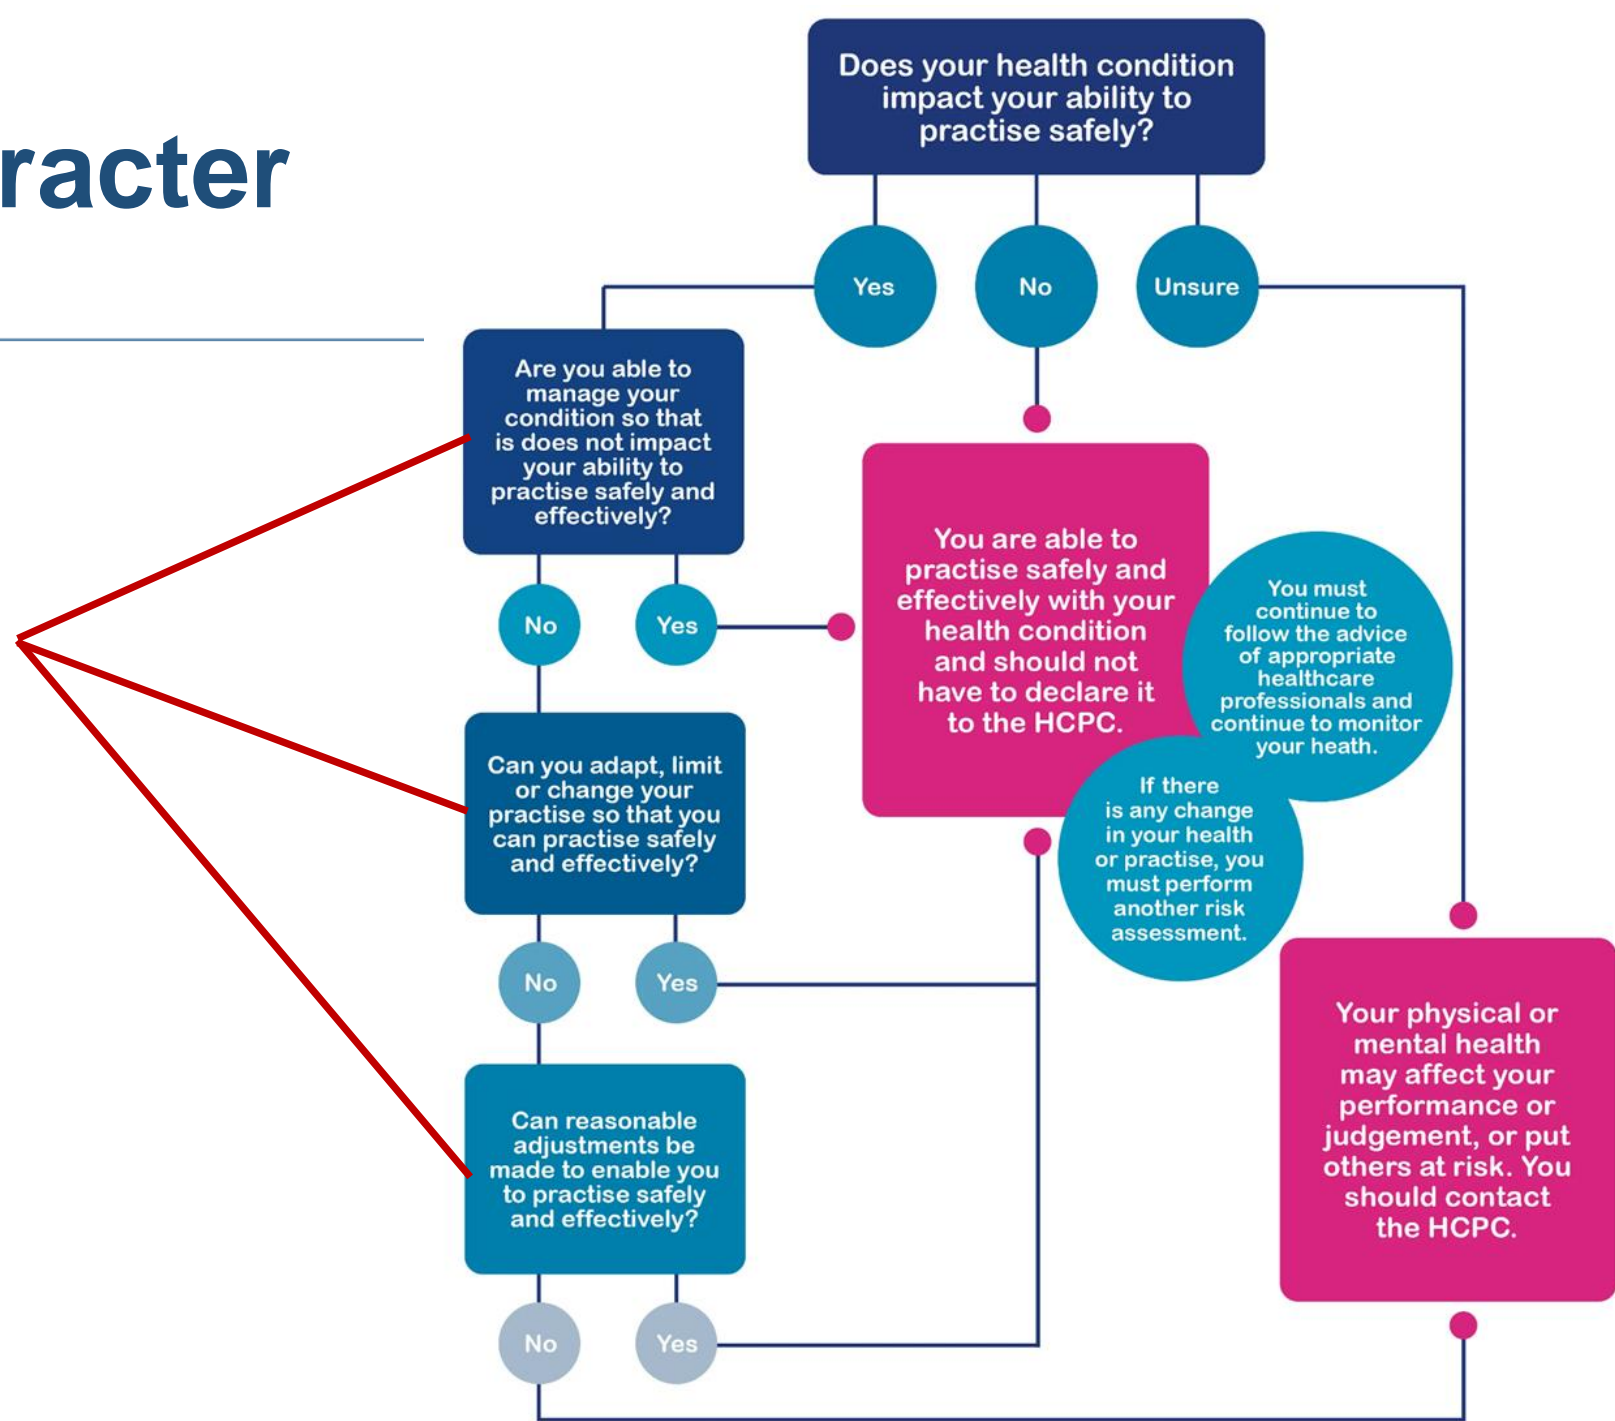 racter
Does your health condition
impact your ability to
practise safely?
Yes
No
Unsure
Are you able to
manage your
condition so that
is does not impact
your ability to
practise safely and
effectively?
No
Yes
You are able to
practise safely and
effectively with your
health condition
and should not
have to declare it
to the HCPC.
You must
continue to
follow the advice
of appropriate
healthcare
professionals and
continue to monitor
your heath.
If there
is any change
in your health
or practise, you
must perform
another risk
assessment.
Can you adapt, limit
or change your
practise so that you
can practise safely
and effectively?
No
Yes
Can reasonable
adjustments be
made to enable you
to practise safely
and effectively?
No
Yes
Your physical or
mental health
may affect your
performance or
judgement, or put
others at risk. You
should contact
the HCPC.